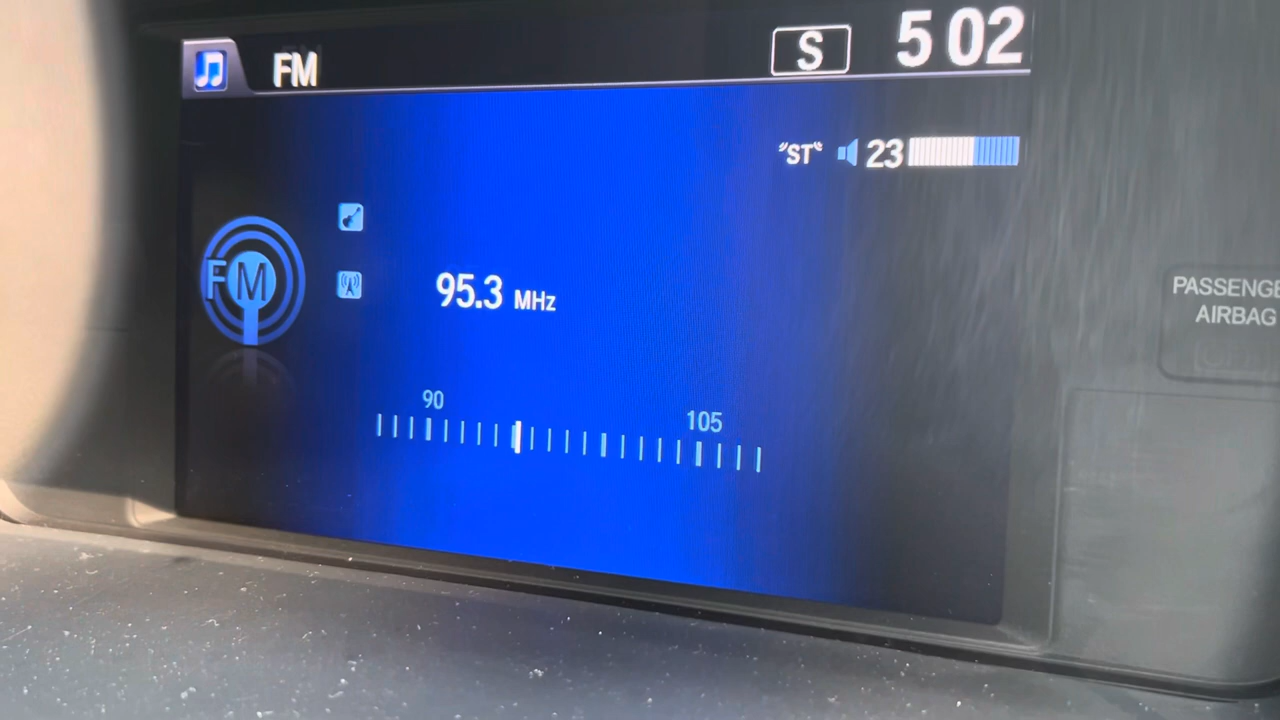 FM S 5 02
"ST" 23
FM
95.3 MHz
90 105
PASSENGE
AIRBAG